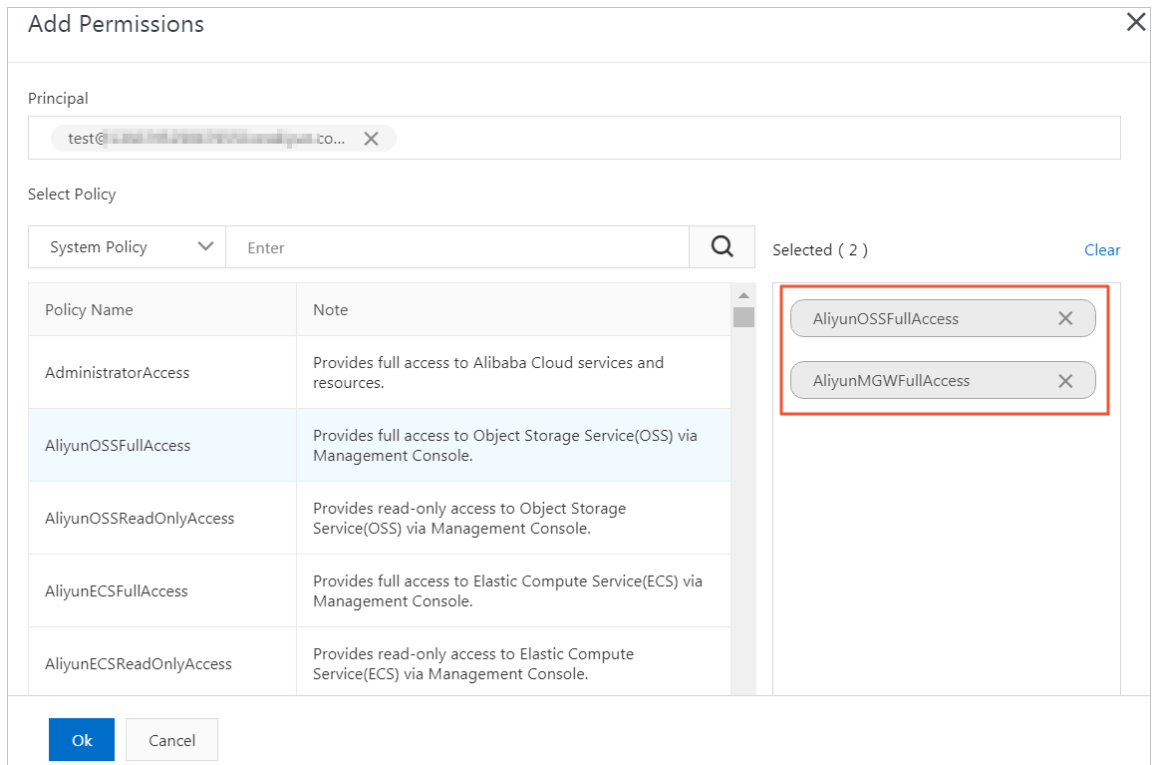 Add Permissions
Principal
test@ co...
Select Policy
System Policy
Enter
Selected ( 2 )
Clear
Policy Name
Note
AliyunOSSFullAccess
AdministratorAccess
Provides full access to Alibaba Cloud services and
resources.
AliyunMGWFullAccess
AliyunOSSFullAccess
Provides full access to Object Storage Service(OSS) via
Management Console.
AliyunOSSReadOnlyAccess
Provides read-only access to Object Storage
Service(OSS) via Management Console.
AliyunECSFullAccess
Provides full access to Elastic Compute Service(ECS) via
Management Console.
AliyunECSReadOnlyAccess
Provides read-only access to Elastic Compute
Service(ECS) via Management Console.
Ok
Cancel